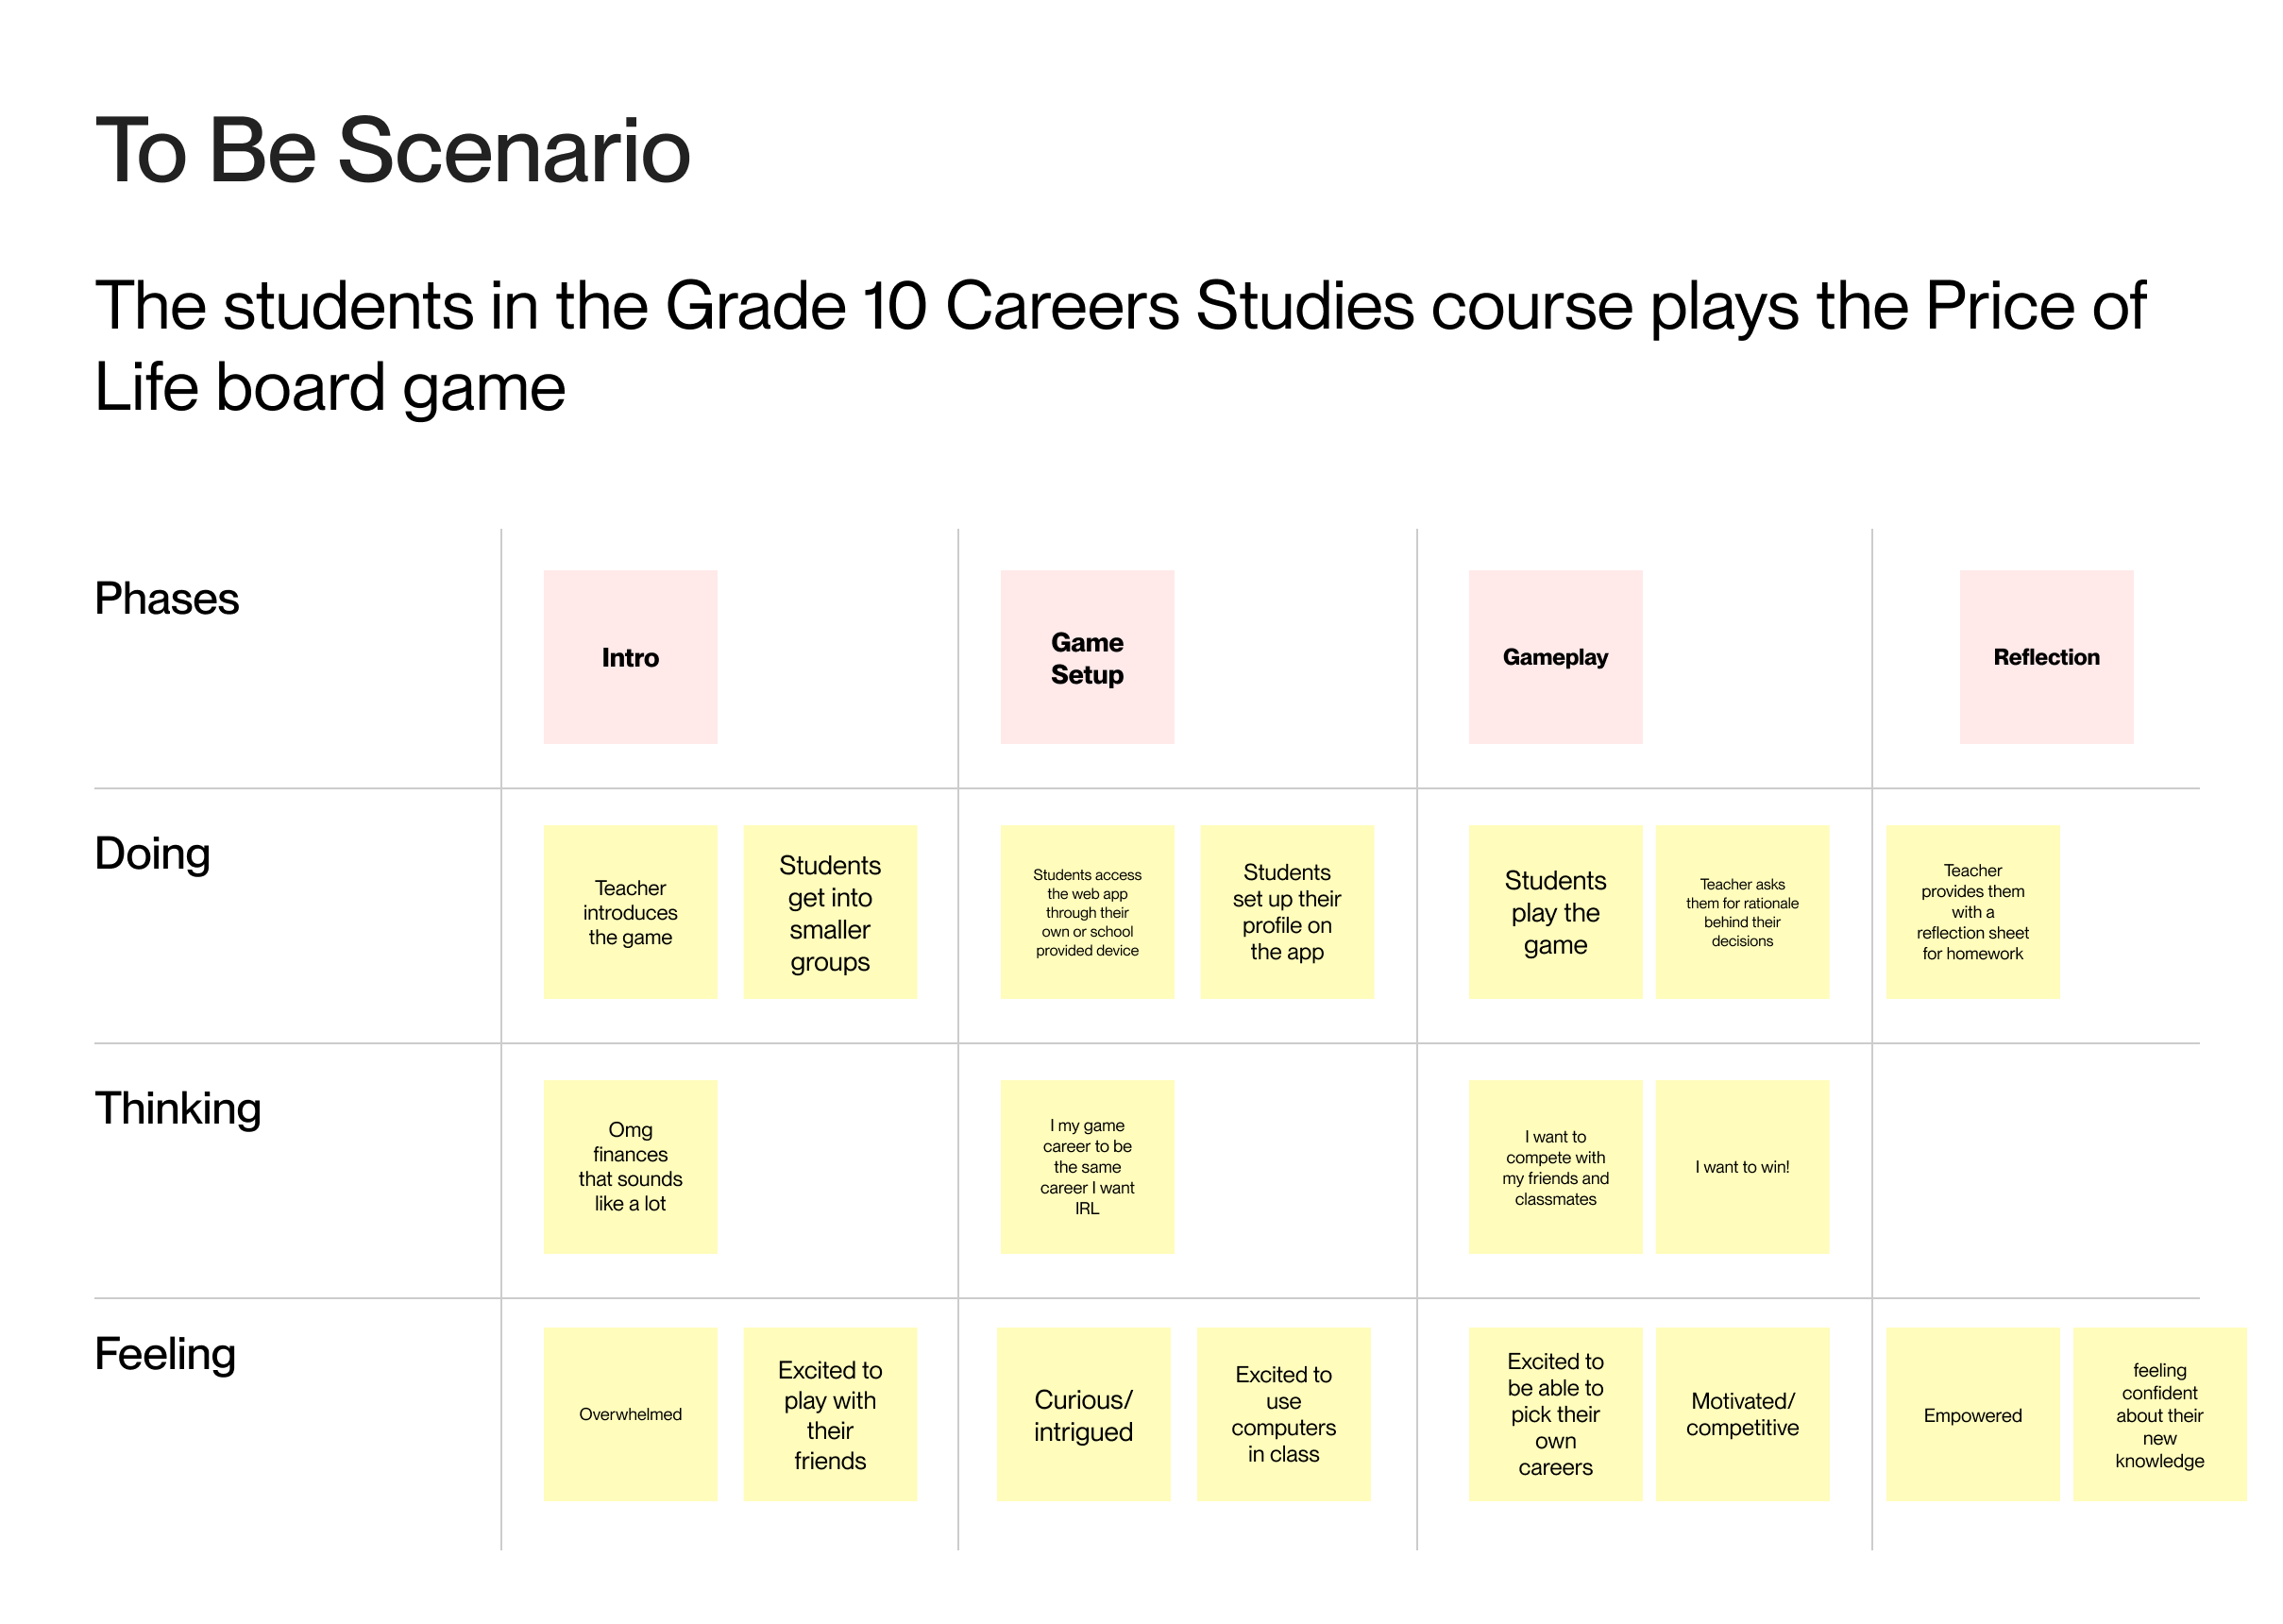 To Be Scenario
The students in the Grade 10 Careers Studies course plays the Price of
Life board game
Phases
Intro
Game
Setup
Gameplay
Reflection
Doing
Teacher
introduces
the game
Students
get into
smaller
groups
Students access
the web app
through their
own or school
provided device
Students
set up their
profile on
the app
Students
play the
game
Teacher asks
them for rationale
behind their
decisions
Teacher
provides them
with a
reflection sheet
for homework
Thinking
Omg
finances
that sounds
like a lot
I my game
career to be
the same
career I want
IRL
I want to
compete with
my friends and
classmates
I want to win!
Feeling
Overwhelmed
Excited to
play with
their
friends
Curious/
intrigued
Excited to
use
computers
in class
Excited to
be able to
pick their
own
careers
Motivated/
competitive
Empowered
feeling
confident
about their
new
knowledge